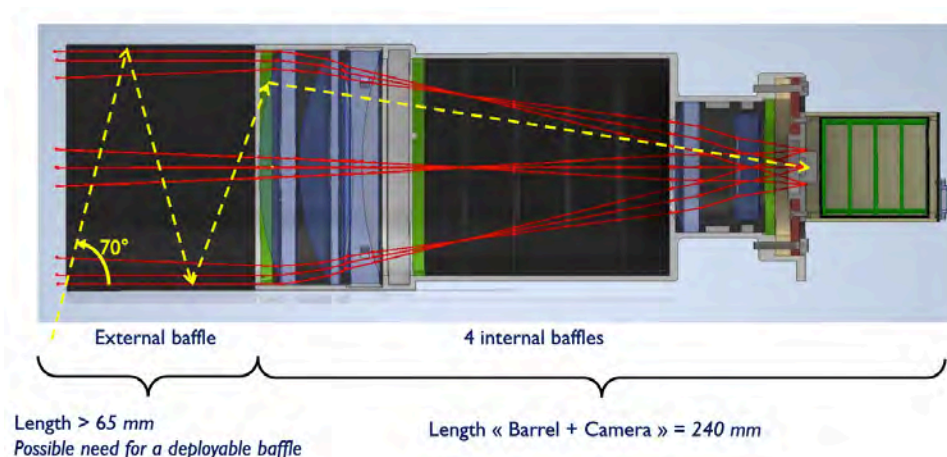 70°
External baffle
4 internal baffles
Length > 65 mm
Possible need for a deployable baffle
Length « Barrel + Camera » = 240 mm